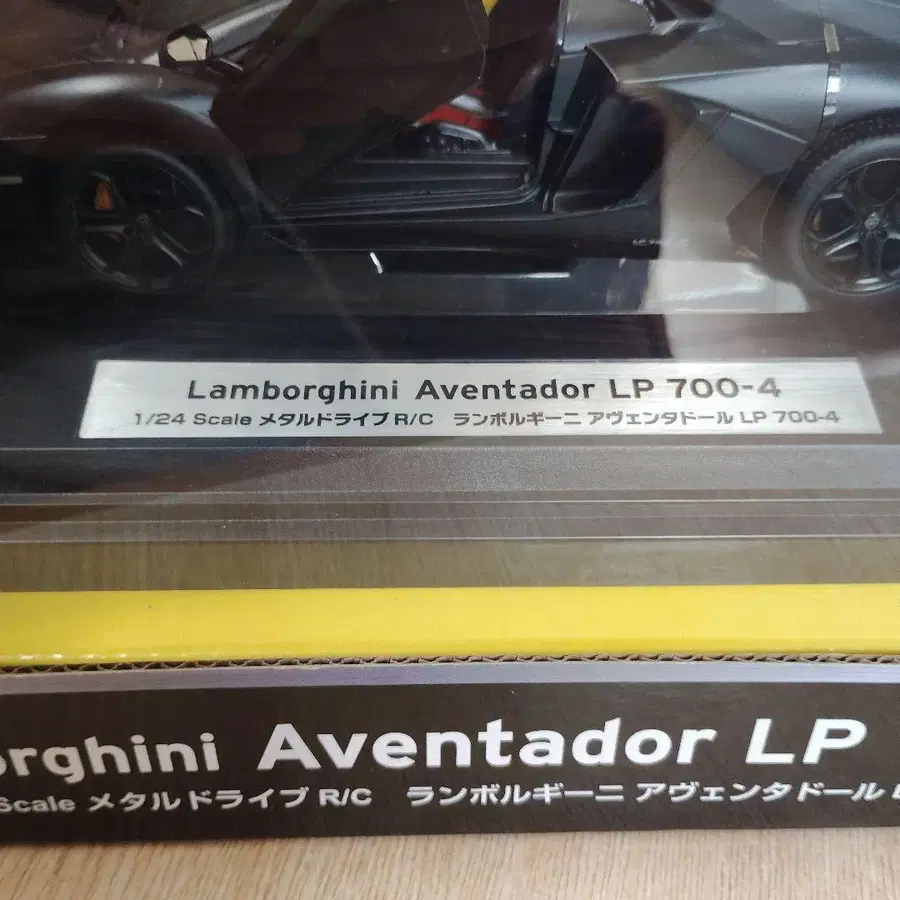 Lamborghini Aventador LP 700-4
1/24 Scale メタルドライブ R/C ランボルギーニ アヴェンタドール LP 700-4
orghini Aventador LP
Scale メタルドライブ R/C ランボルギーニ アヴェンタドール L